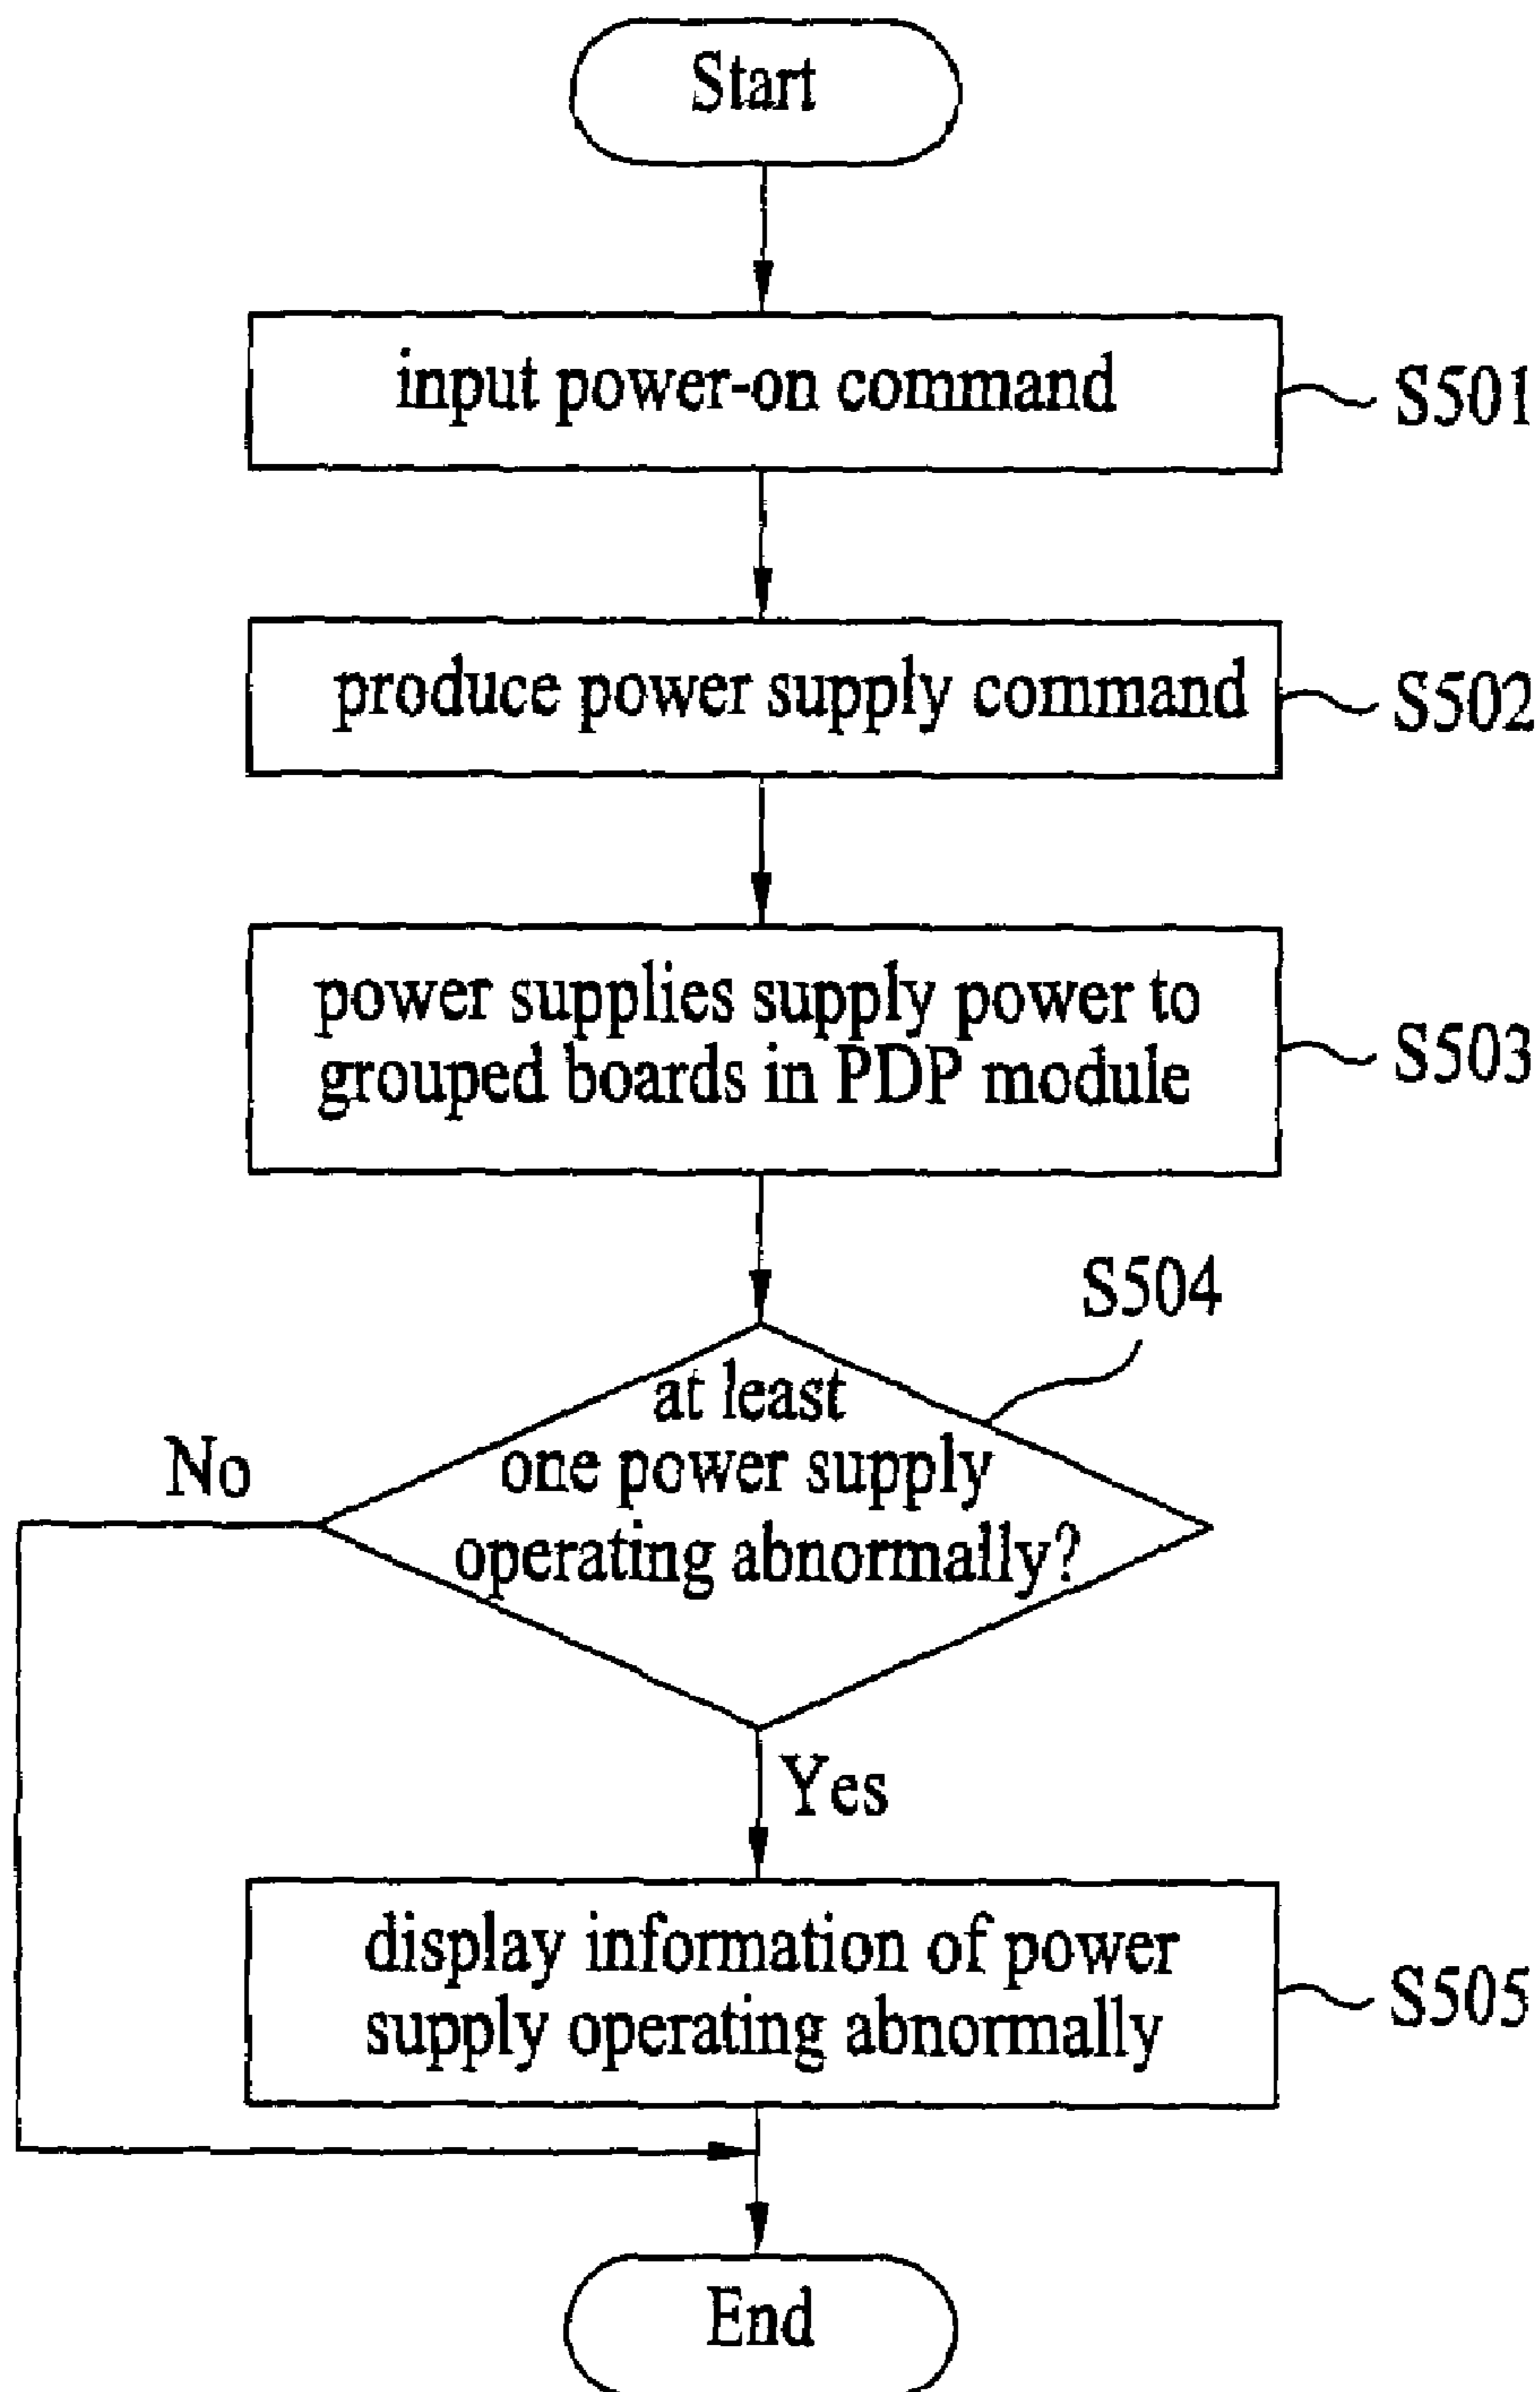 Start
input power-on command
S501
produce power supply command
S502
power supplies supply power to
grouped boards in PDP module
S503
S504
at least
one power supply
operating abnormally?
No
Yes
display information of power
supply operating abnormally
S505
End